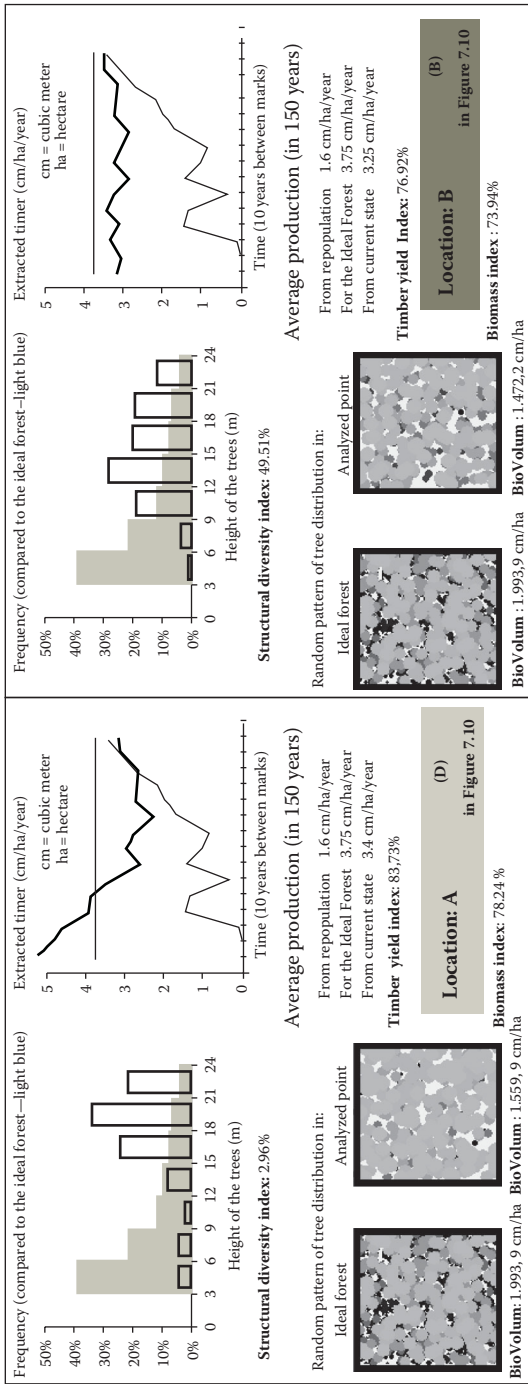 Frequency (compared to the ideal forest—light blue)
50%
40%
30%
20%
10%
0%
0 3 6 9 12 15 18 21 24
Height of the trees (m)
Structural diversity index: 2.96%
Extracted timer (cm/ha/year)
cm = cubic meter
ha = hectare
5
4
3
2
1
0
Time (10 years between marks)
Random pattern of tree distribution in:
Ideal forest
Analyzed point
BioVolum: 1.993, 9 cm/ha
BioVolum : 1.559, 9 cm/ha
Average production (in 150 years)
From repopulation 1.6 cm/ha/year
For the Ideal Forest 3.75 cm/ha/year
From current state 3.4 cm/ha/year
Timber yield index: 83,73%
Location: A
(D)
in Figure 7.10
Biomass index: 78.24 %
Frequency (compared to the ideal forest–light blue)
50%
40%
30%
20%
10%
0%
0 3 6 9 12 15 18 21 24
Height of the trees (m)
Structural diversity index: 49.51%
Extracted timer (cm/ha/year)
cm = cubic meter
ha = hectare
5
4
3
2
1
0
Time (10 years between marks)
Random pattern of tree distribution in:
Ideal forest
Analyzed point
BioVolum : 1.993,9 cm/ha
BioVolum : 1.472,2 cm/ha
Average production (in 150 years)
From repopulation 1.6 cm/ha/year
For the Ideal Forest 3.75 cm/ha/year
From current state 3.25 cm/ha/year
Timber yield Index: 76.92%
Location: B
(B)
in Figure 7.10
Biomass index : 73.94%